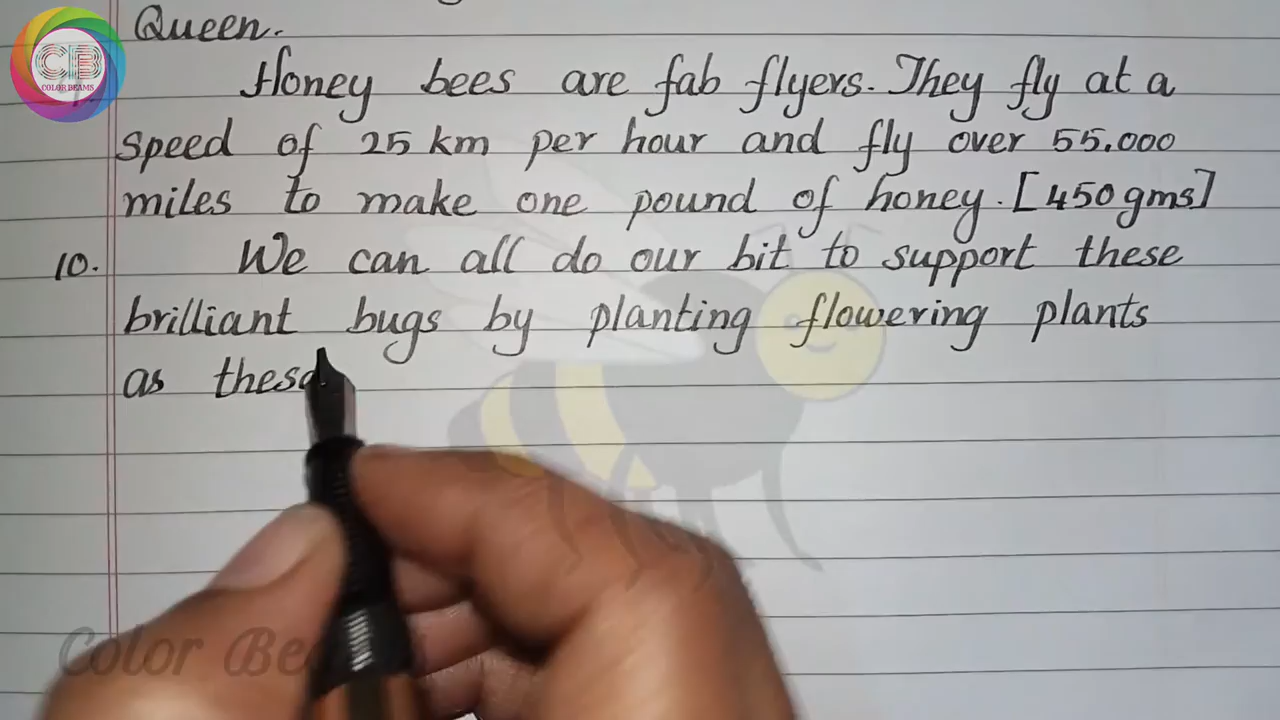 Queen.
CB
COLOR BEAMS
Honey bees are fab flyers. They fly at a
speed of 25 km per hour and fly over 55.000
miles to make one pound of honey. [450 gms]
10. We can all do our bit to support these
brilliant bugs by planting flowering plants
as these
Color Beams